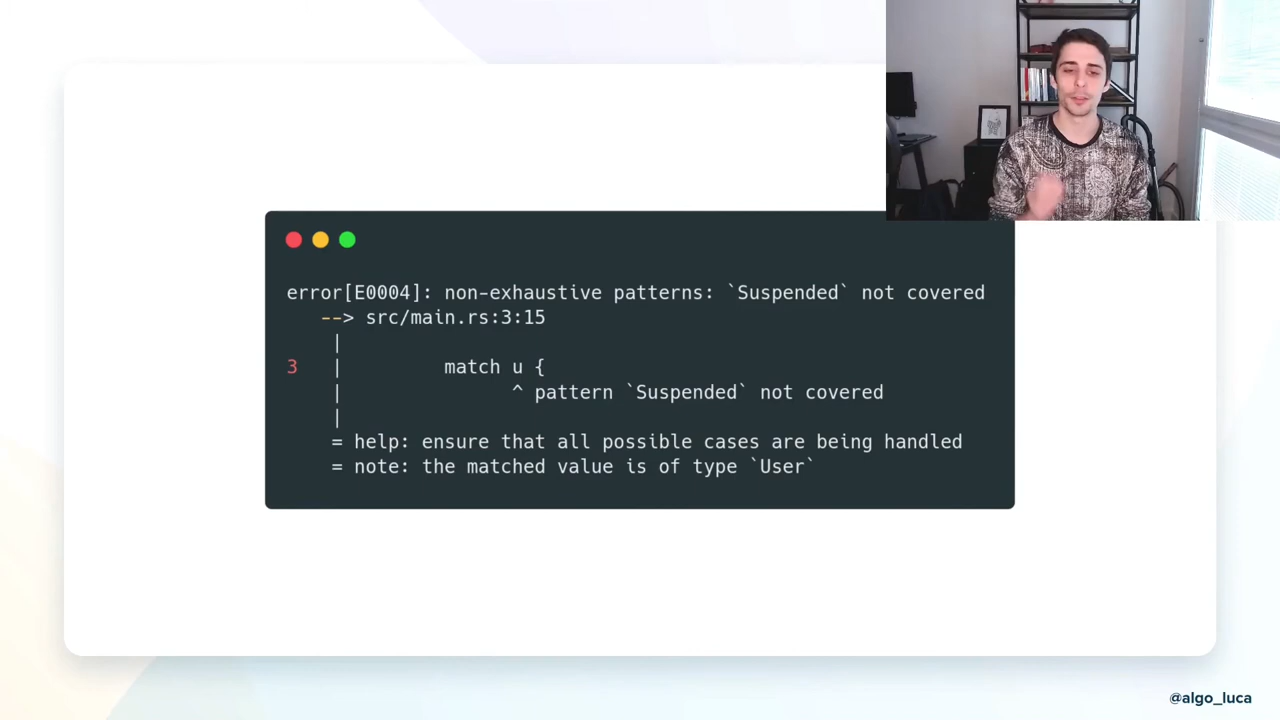 error[E0004]: non-exhaustive patterns: `Suspended` not covered
--> src/main.rs:3:15
|
3 | match u {
| ^ pattern `Suspended` not covered
|
= help: ensure that all possible cases are being handled
= note: the matched value is of type `User`
@algo_luca